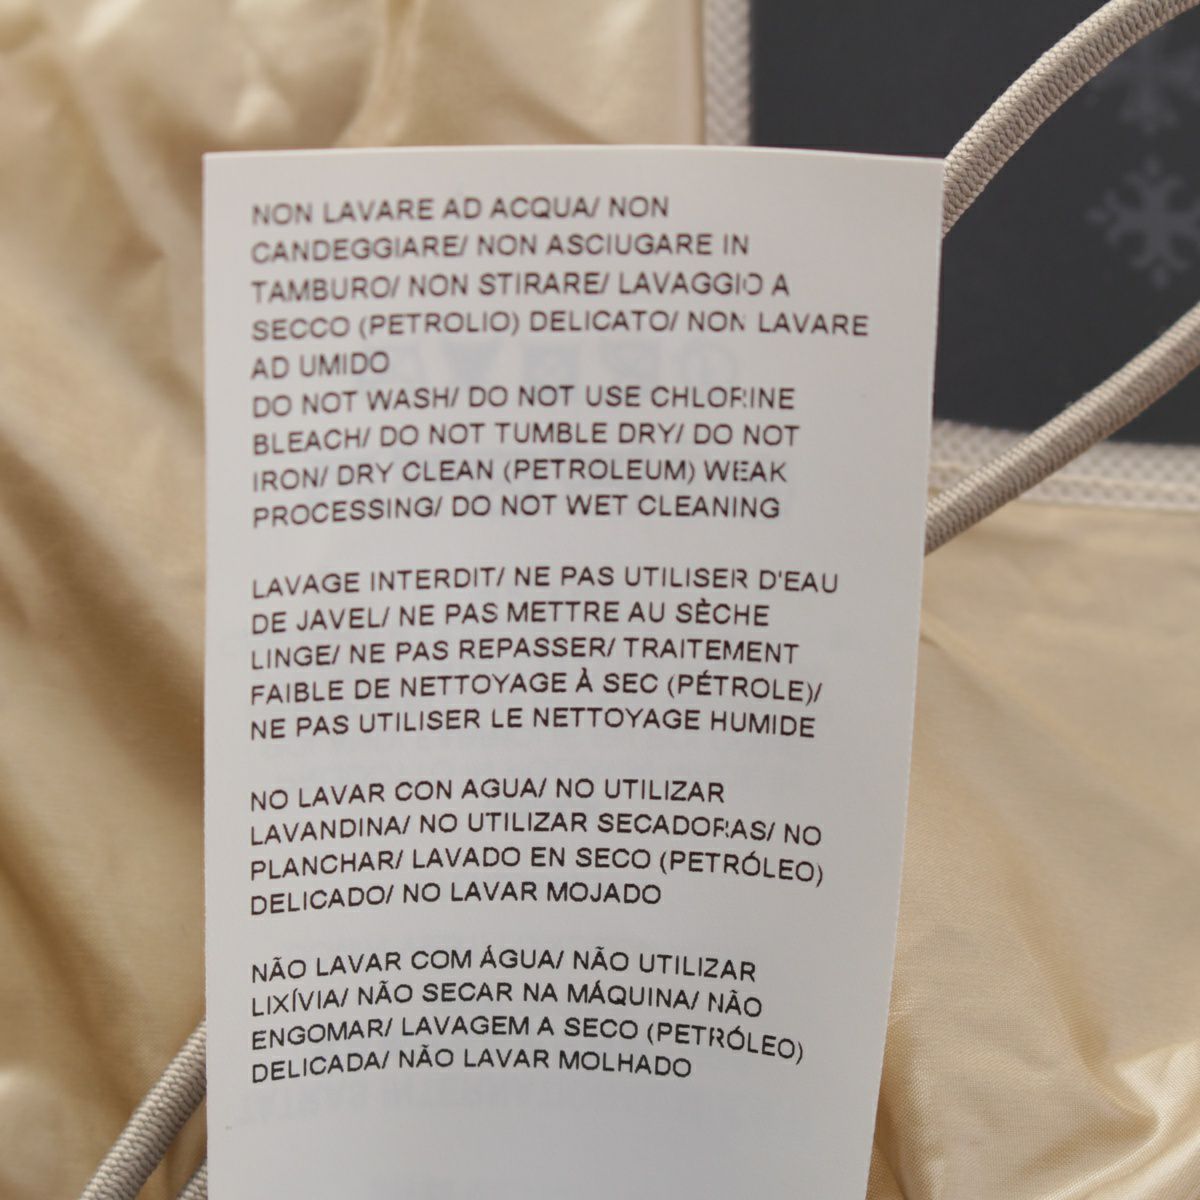 NON LAVARE AD ACQUA/ NON
CANDEGGIARE/ NON ASCIUGARE IN
TAMBURO/ NON STIRARE/ LAVAGGIO A
SECCO (PETROLIO) DELICATO/ NON LAVARE
AD UMIDO
DO NOT WASH/ DO NOT USE CHLORINE
BLEACH/ DO NOT TUMBLE DRY/ DO NOT
IRON/ DRY CLEAN (PETROLEUM) WEAK
PROCESSING/ DO NOT WET CLEANING
LAVAGE INTERDIT/ NE PAS UTILISER D'EAU
DE JAVEL/ NE PAS METTRE AU SÈCHE
LINGE/ NE PAS REPASSER/ TRAITEMENT
FAIBLE DE NETTOYAGE À SEC (PÉTROLE)/
NE PAS UTILISER LE NETTOYAGE HUMIDE
NO LAVAR CON AGUA/ NO UTILIZAR
LAVANDINA/ NO UTILIZAR SECADORAS/ NO
PLANCHAR/ LAVADO EN SECO (PETRÓLEO)
DELICADO/ NO LAVAR MOJADO
NÃO LAVAR COM ÁGUA/ NÃO UTILIZAR
LIXÍVIA/ NÃO SECAR NA MÁQUINA/ NÃO
ENGOMAR/ LAVAGEM A SECO (PETRÓLEO)
DELICADA/ NÃO LAVAR MOLHADO